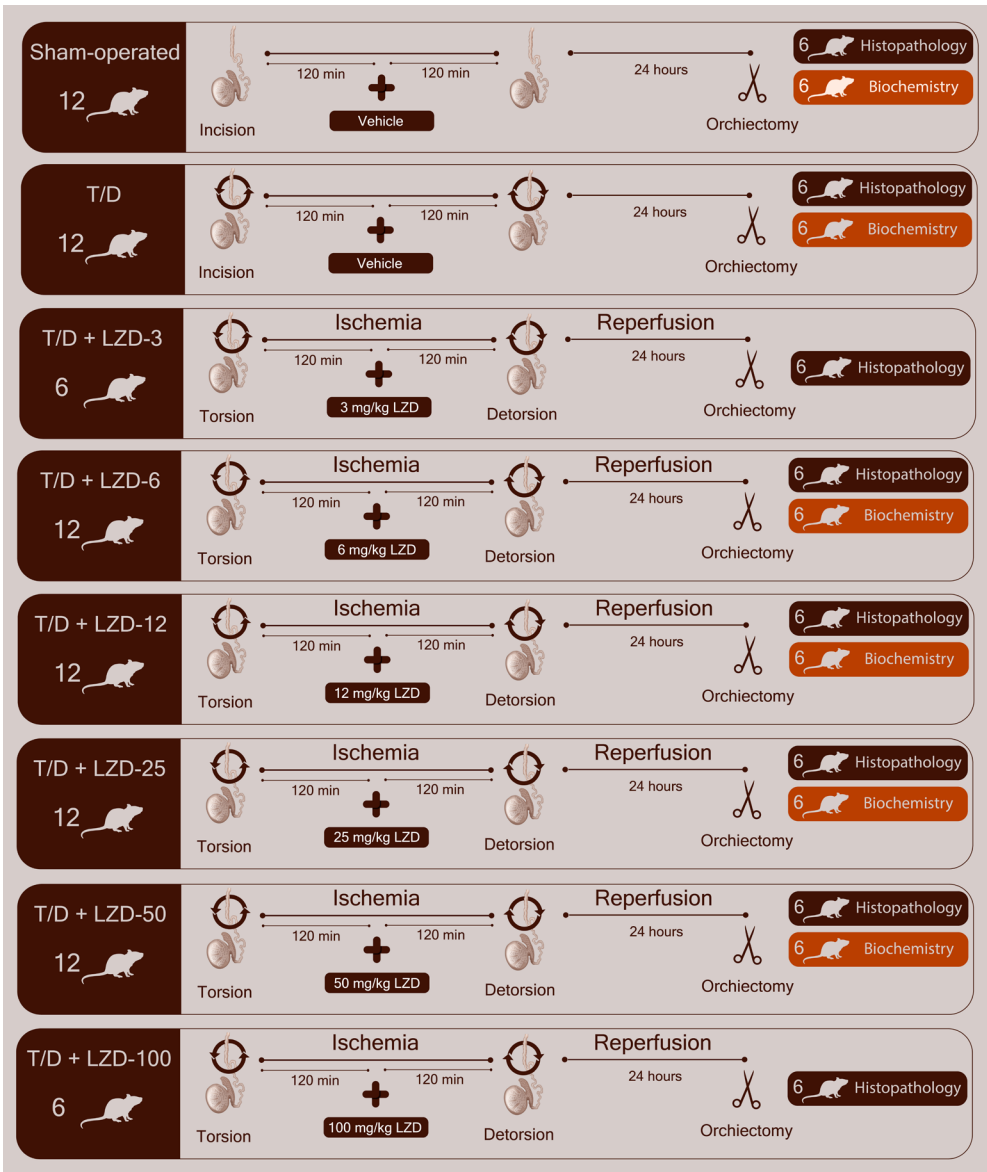 Sham-operated
12
120 min
120 min
Vehicle
Incision
24 hours
Orchiectomy
6 Histopathology
6 Biochemistry
T/D
12
120 min
120 min
Vehicle
Incision
24 hours
Orchiectomy
6 Histopathology
6 Biochemistry
T/D + LZD-3
6
Ischemia
120 min
120 min
3 mg/kg LZD
Torsion
Detorsion
Reperfusion
24 hours
Orchiectomy
6 Histopathology
T/D + LZD-6
12
Ischemia
120 min
120 min
6 mg/kg LZD
Torsion
Detorsion
Reperfusion
24 hours
Orchiectomy
6 Histopathology
6 Biochemistry
T/D + LZD-12
12
Ischemia
120 min
120 min
12 mg/kg LZD
Torsion
Detorsion
Reperfusion
24 hours
Orchiectomy
6 Histopathology
6 Biochemistry
T/D + LZD-25
12
Ischemia
120 min
120 min
25 mg/kg LZD
Torsion
Detorsion
Reperfusion
24 hours
Orchiectomy
6 Histopathology
6 Biochemistry
T/D + LZD-50
12
Ischemia
120 min
120 min
50 mg/kg LZD
Torsion
Detorsion
Reperfusion
24 hours
Orchiectomy
6 Histopathology
6 Biochemistry
T/D + LZD-100
6
Ischemia
120 min
120 min
100 mg/kg LZD
Torsion
Detorsion
Reperfusion
24 hours
Orchiectomy
6 Histopathology